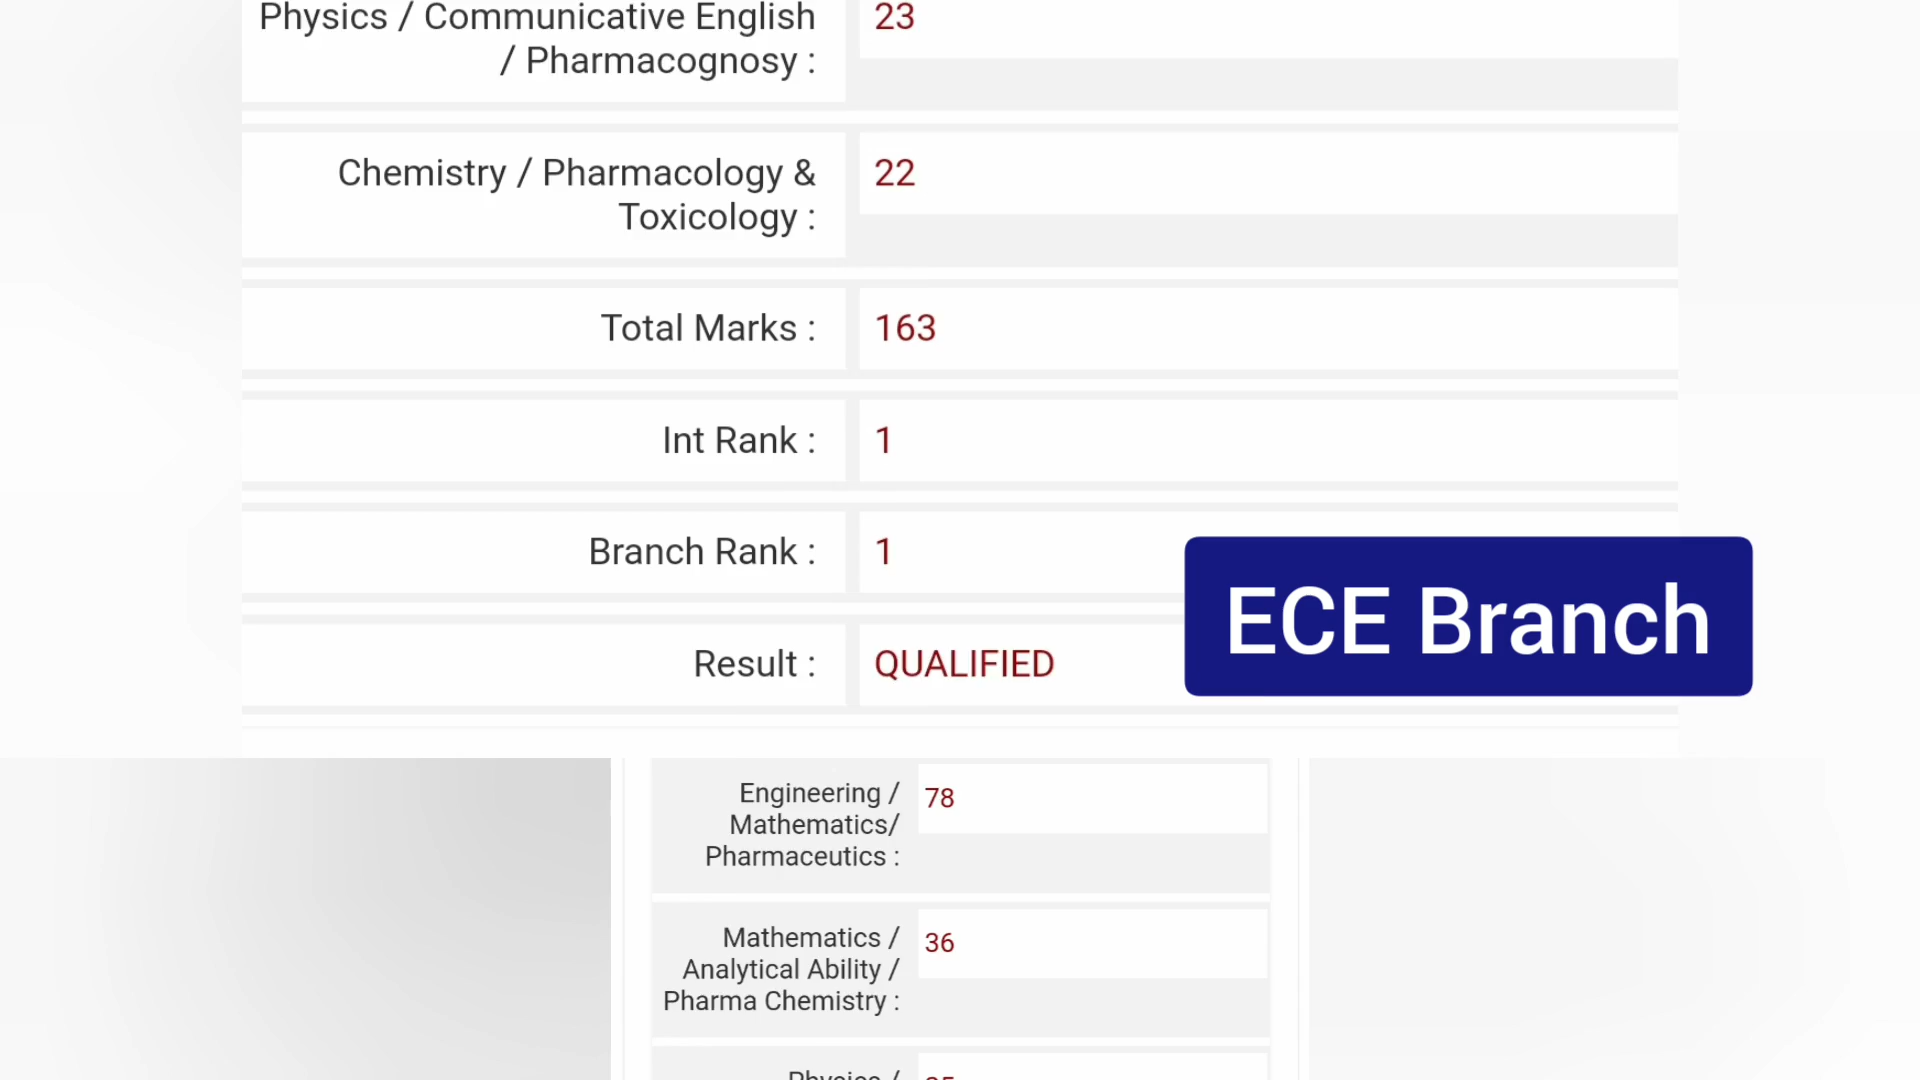 Physics / Communicative English 23
/ Pharmacognosy :
Chemistry / Pharmacology & 22
Toxicology :
Total Marks : 163
Int Rank : 1
Branch Rank : 1
ECE Branch
Result : QUALIFIED
Engineering / 78
Mathematics/
Pharmaceutics :
Mathematics / 36
Analytical Ability /
Pharma Chemistry :
Physics /